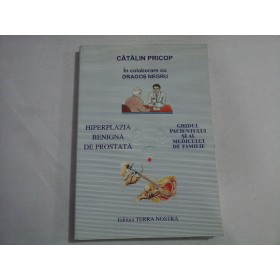 CĂTĂLIN PRICOP
În colaborare cu
DRAGOȘ NEGRU
HIPERPLAZIA
BENIGNĂ
DE PROSTATĂ
GHIDUL
PACIENTULUI
ȘI AL
MEDICULUI
DE FAMILIE
Editura TERRA NOSTRA